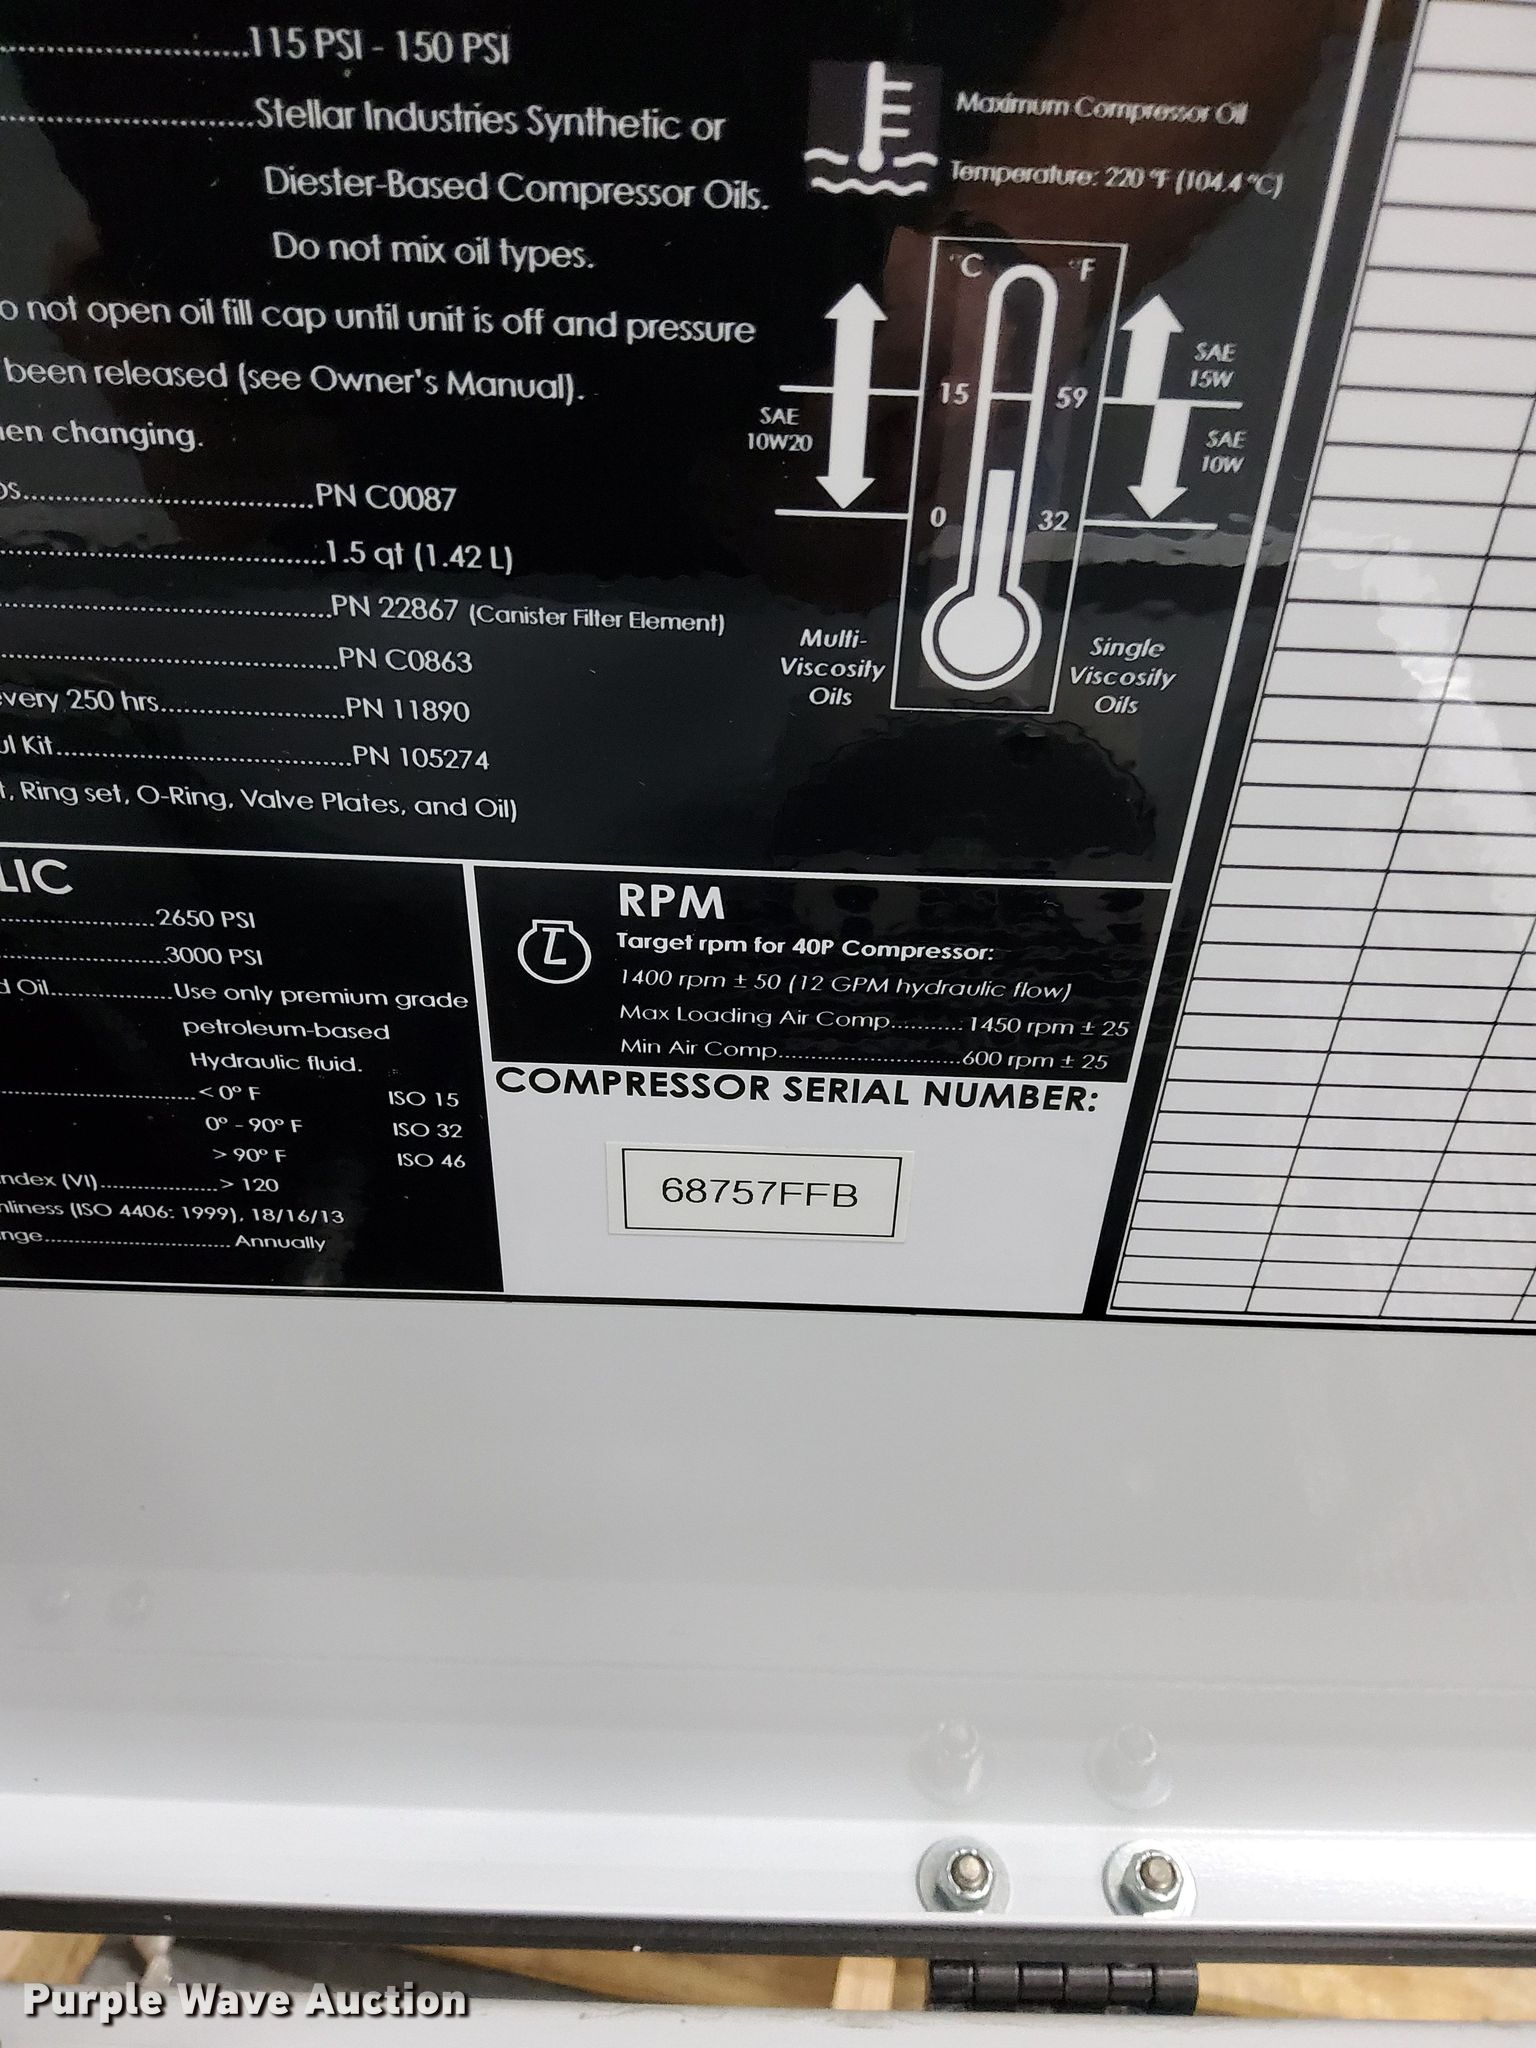 115 PSI - 150 PSI
Stellar Industries Synthetic or
Diester-Based Compressor Oils.
Do not mix oil types.
o not open oil fill cap until unit is off and pressure
been released (see Owner's Manual).
en changing.
PN C0087
1.5 qt (1.42 L)
PN 22867 (Canister Filter Element)
PN C0863
every 250 hrs PN 11890
ul Kit PN 105274
t, Ring set, O-Ring, Valve Plates, and Oil)
Maximum Compressor Oil
Temperature: 220 °F (104.4 °C)
°C °F
SAE
15W
15 59
SAE
10W20
SAE
10W
0 32
Multi-
Viscosity
Oils
Single
Viscosity
Oils
LIC
2650 PSI
3000 PSI
d Oil Use only premium grade
petroleum-based
Hydraulic fluid.
< 0° F ISO 15
0° - 90° F ISO 32
> 90° F ISO 46
ndex (VI) > 120
nliness (ISO 4406: 1999), 18/16/13
nge Annually
RPM
Target rpm for 40P Compressor:
1400 rpm ± 50 (12 GPM hydraulic flow)
Max Loading Air Comp 1450 rpm ± 25
Min Air Comp 600 rpm ± 25
COMPRESSOR SERIAL NUMBER:
68757FFB
Purple Wave Auction